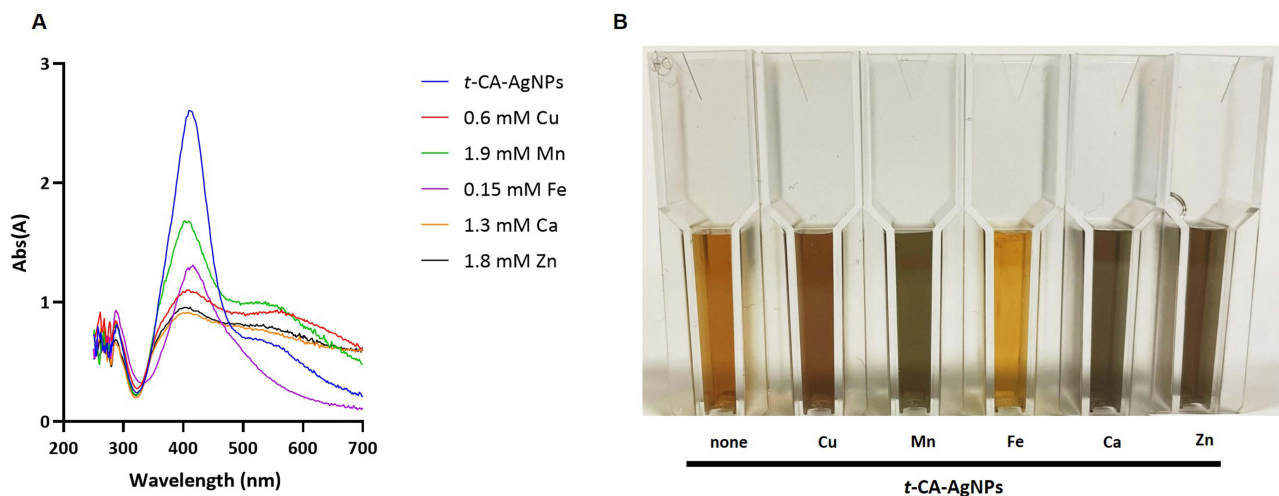 A
3
2
1
0
Abs(A)
200 300 400 500 600 700
Wavelength (nm)
t-CA-AgNPs
0.6 mM Cu
1.9 mM Mn
0.15 mM Fe
1.3 mM Ca
1.8 mM Zn
B
none Cu Mn Fe Ca Zn
t-CA-AgNPs